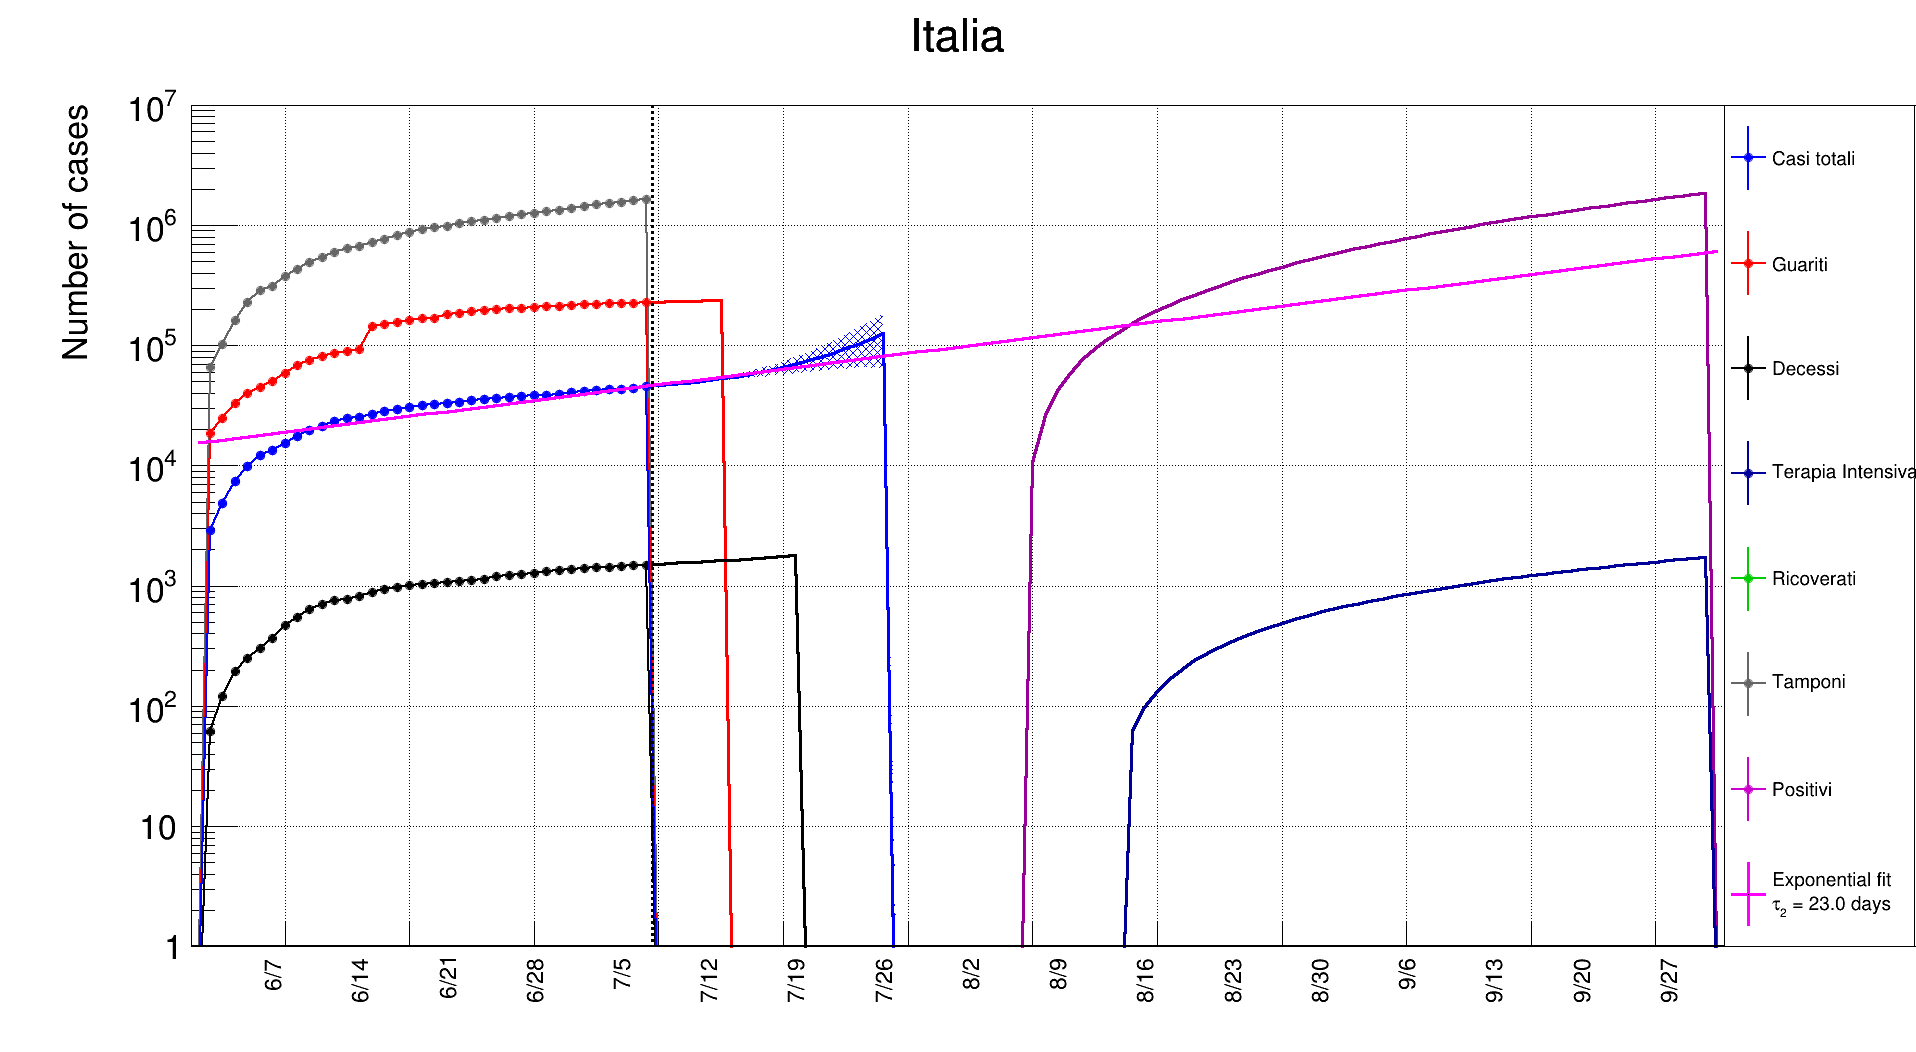 Italia
Number of cases
10^7
10^6
10^5
10^4
10^3
10^2
10
1
6/7
6/14
6/21
6/28
7/5
7/12
7/19
7/26
8/2
8/9
8/16
8/23
8/30
9/6
9/13
9/20
9/27
Casi totali
Guariti
Decessi
Terapia Intensiva
Ricoverati
Tamponi
Positivi
Exponential fit
τ_2 = 23.0 days